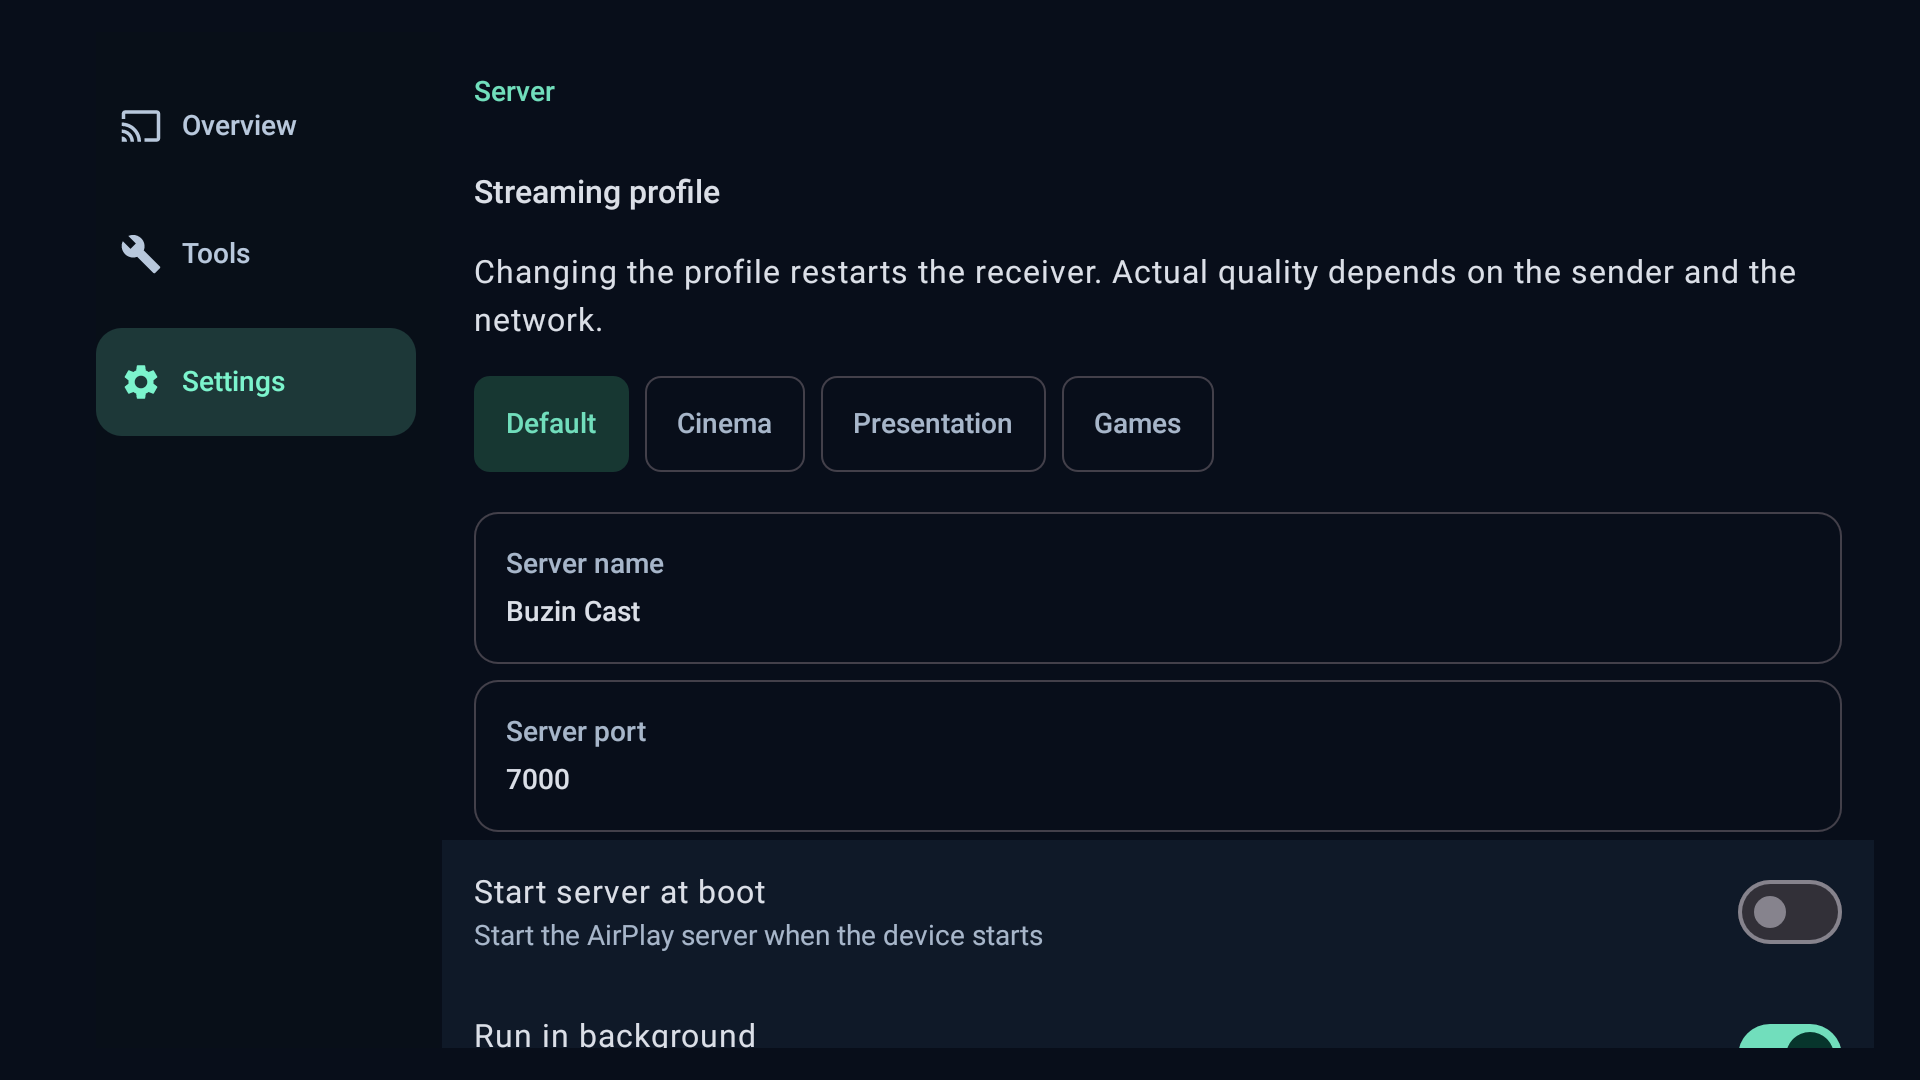 Overview
Tools
Settings
Server
Streaming profile
Changing the profile restarts the receiver. Actual quality depends on the sender and the
network.
Default
Cinema
Presentation
Games
Server name
Buzin Cast
Server port
7000
Start server at boot
Start the AirPlay server when the device starts
Run in background